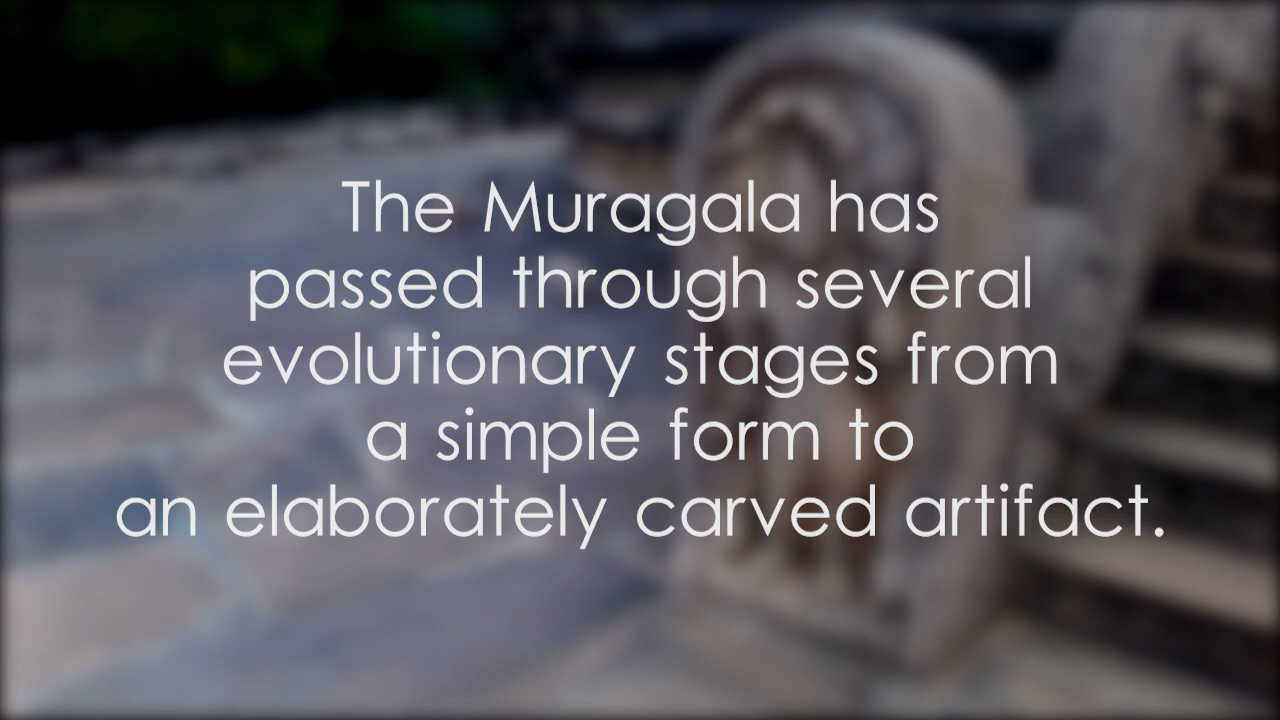 The Muragala has
passed through several
evolutionary stages from
a simple form to
an elaborately carved artifact.